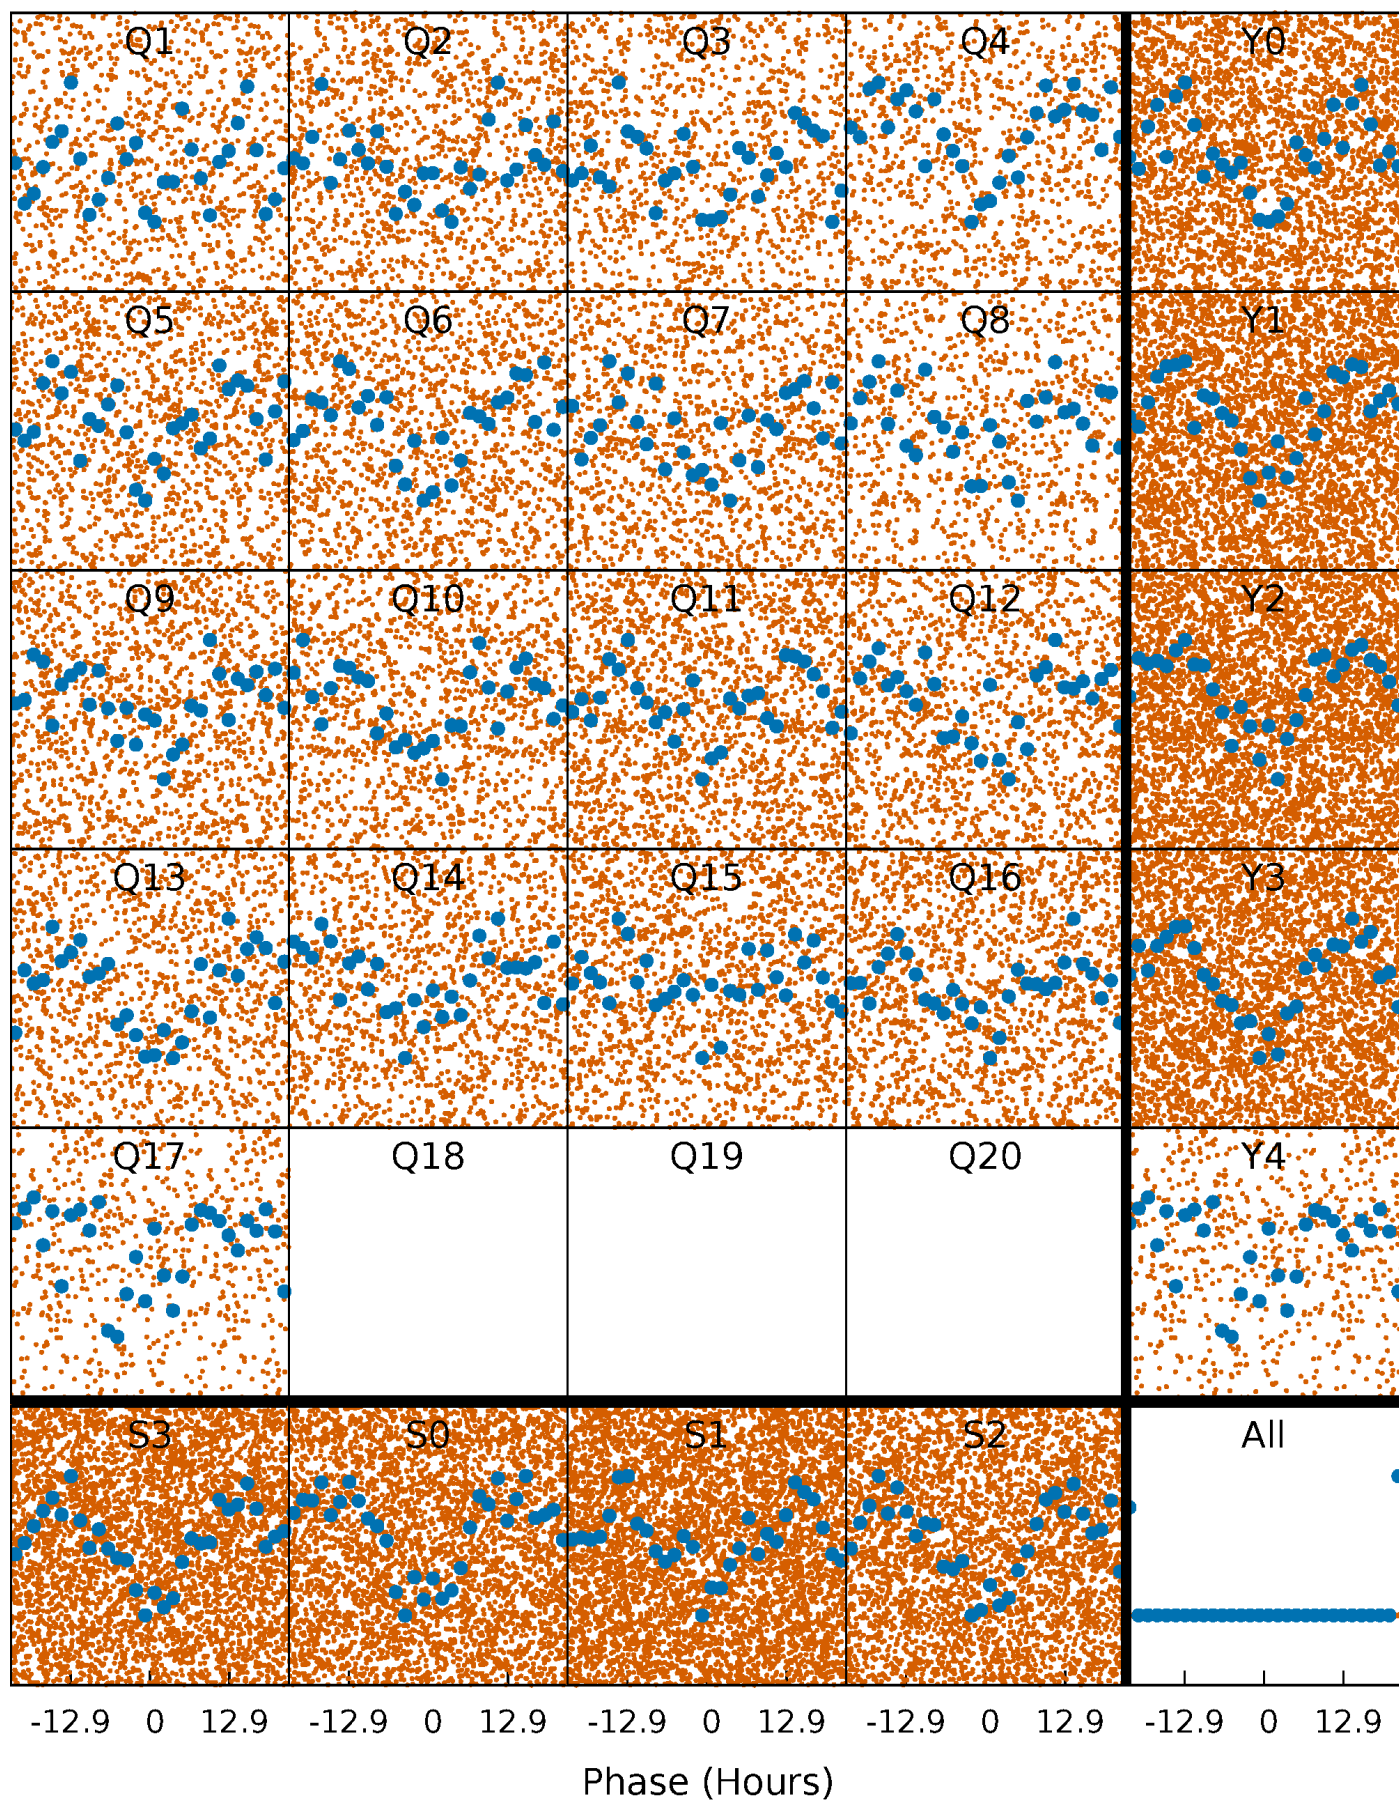 Q1 Q2 Q3 Q4 Y0
Q5 Q6 Q7 Q8 Y1
Q9 Q10 Q11 Q12 Y2
Q13 Q14 Q15 Q16 Y3
Q17 Q18 Q19 Q20 Y4
S3 S0 S1 S2 All
-12.9 0 12.9 -12.9 0 12.9 -12.9 0 12.9 -12.9 0 12.9 -12.9 0 12.9
Phase (Hours)